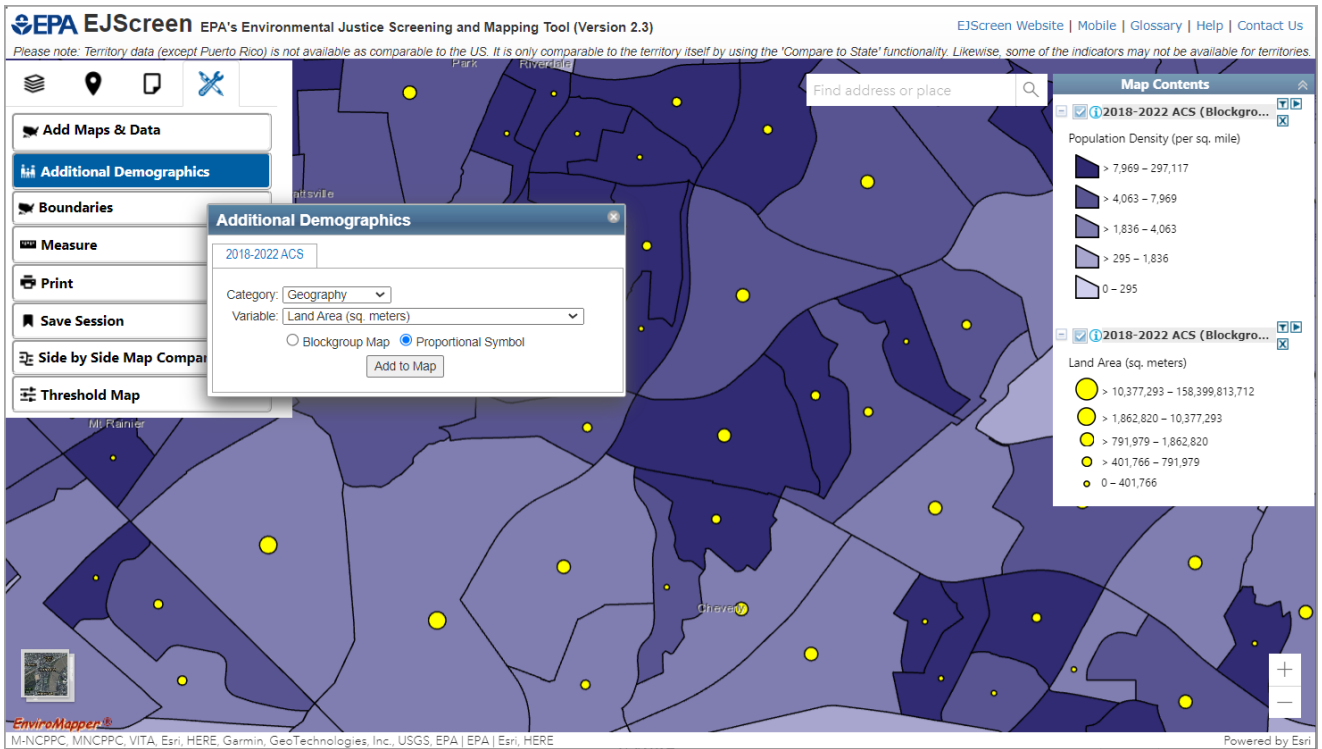 EPA EJScreen EPA's Environmental Justice Screening and Mapping Tool (Version 2.3)
EJScreen Website | Mobile | Glossary | Help | Contact Us
Please note: Territory data (except Puerto Rico) is not available as comparable to the US. It is only comparable to the territory itself by using the 'Compare to State' functionality. Likewise, some of the indicators may not be available for territories.
Park
Riverdale
Find address or place
Add Maps & Data
Additional Demographics
Boundaries
Measure
Print
Save Session
Side by Side Map Compar
Threshold Map
attsville
Additional Demographics
2018-2022 ACS
Category: Geography
Variable: Land Area (sq. meters)
Blockgroup Map Proportional Symbol
Add to Map
Map Contents
2018-2022 ACS (Blockgro...
Population Density (per sq. mile)
> 7,969 – 297,117
> 4,063 – 7,969
> 1,836 – 4,063
> 295 – 1,836
0 – 295
2018-2022 ACS (Blockgro...
Land Area (sq. meters)
> 10,377,293 – 158,399,813,712
> 1,862,820 – 10,377,293
> 791,979 – 1,862,820
> 401,766 – 791,979
0 – 401,766
Mt Rainier
Cheverly
EnviroMapper®
M-NCPPC, MNCPPC, VITA, Esri, HERE, Garmin, GeoTechnologies, Inc., USGS, EPA | EPA | Esri, HERE
Powered by Esri